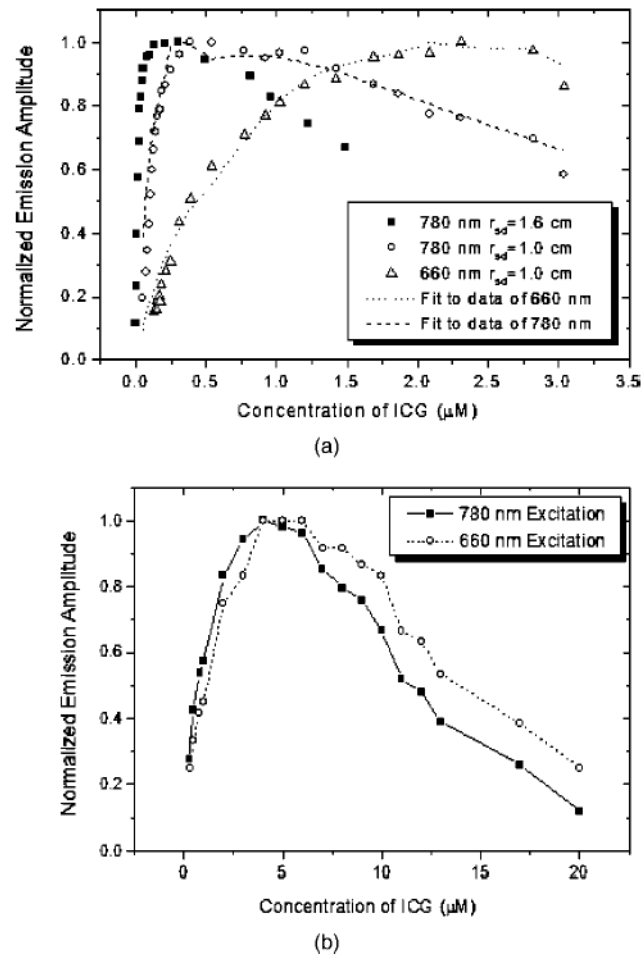 Normalized Emission Amplitude
1.0
0.8
0.6
0.4
0.2
0.0
780 nm r_sd=1.6 cm
780 nm r_sd=1.0 cm
660 nm r_sd=1.0 cm
Fit to data of 660 nm
Fit to data of 780 nm
0.0 0.5 1.0 1.5 2.0 2.5 3.0 3.5
Concentration of ICG (µM)
(a)
Normalized Emission Amplitude
1.0
0.8
0.6
0.4
0.2
0.0
780 nm Excitation
660 nm Excitation
0 5 10 15 20
Concentration of ICG (µM)
(b)